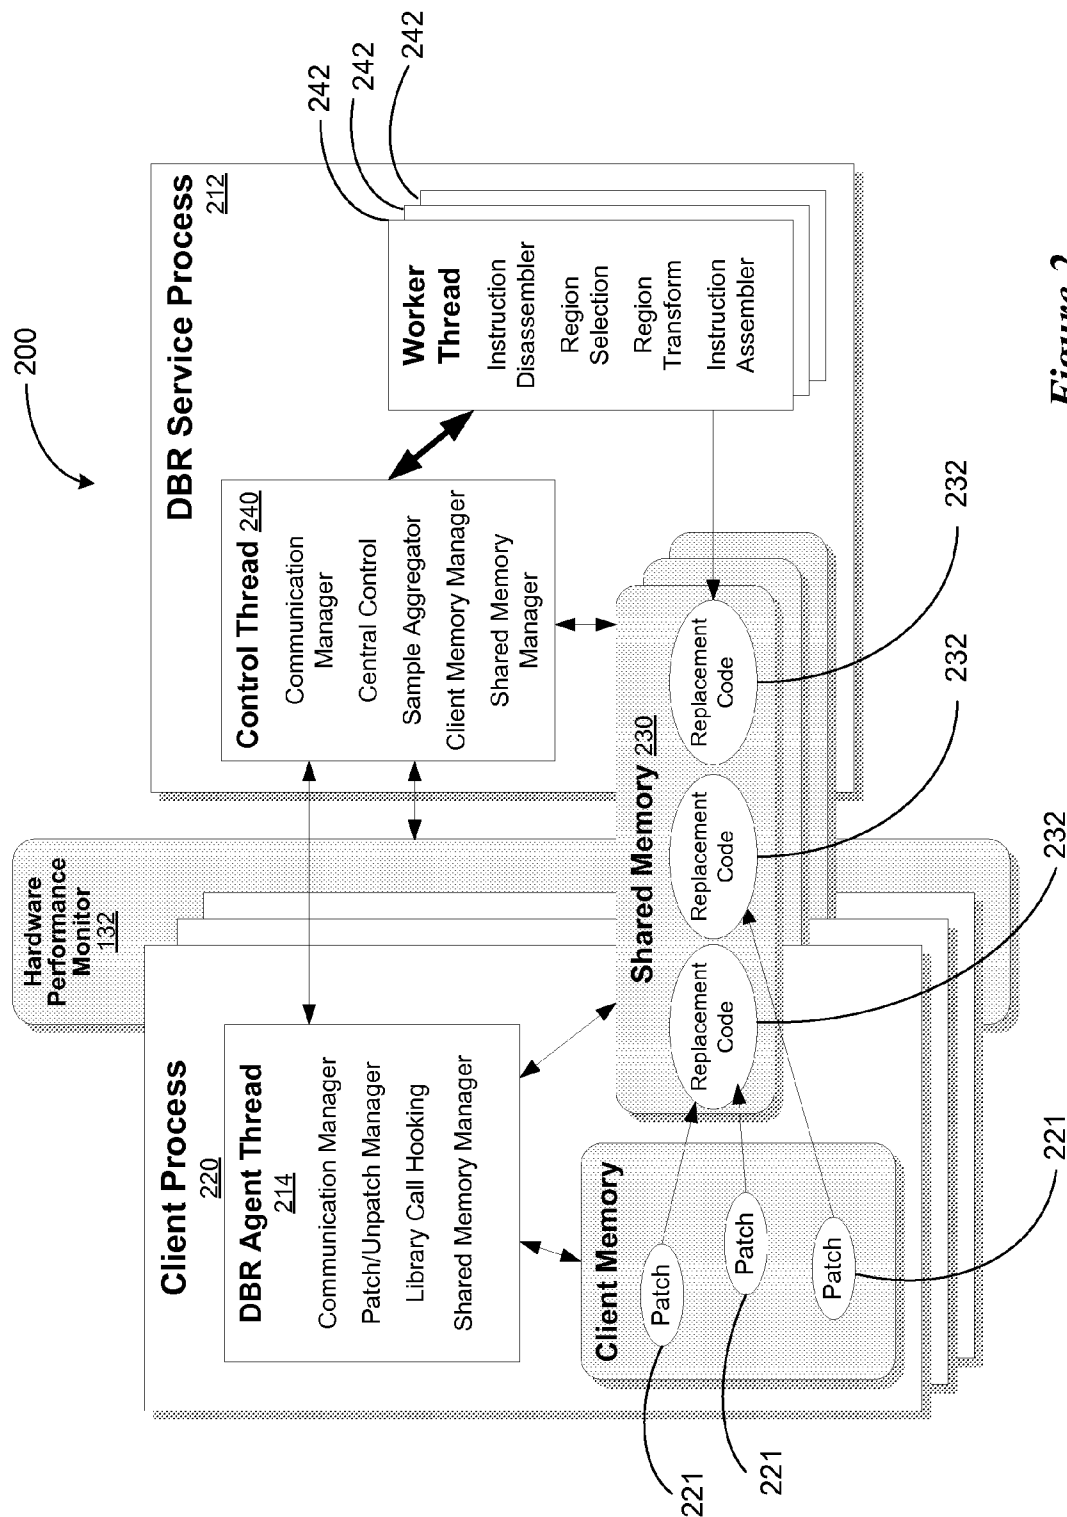 200
Hardware
Performance
Monitor
132
Client Process
220
DBR Agent Thread
214
Communication Manager
Patch/Unpatch Manager
Library Call Hooking
Shared Memory Manager
Client Memory
Patch
Patch
Patch
221
221
221
DBR Service Process
212
Control Thread 240
Communication
Manager
Central Control
Sample Aggregator
Client Memory Manager
Shared Memory
Manager
Worker
Thread
Instruction
Disassembler
Region
Selection
Region
Transform
Instruction
Assembler
242
242
242
Shared Memory 230
Replacement
Code
Replacement
Code
Replacement
Code
232
232
232
Figure 2